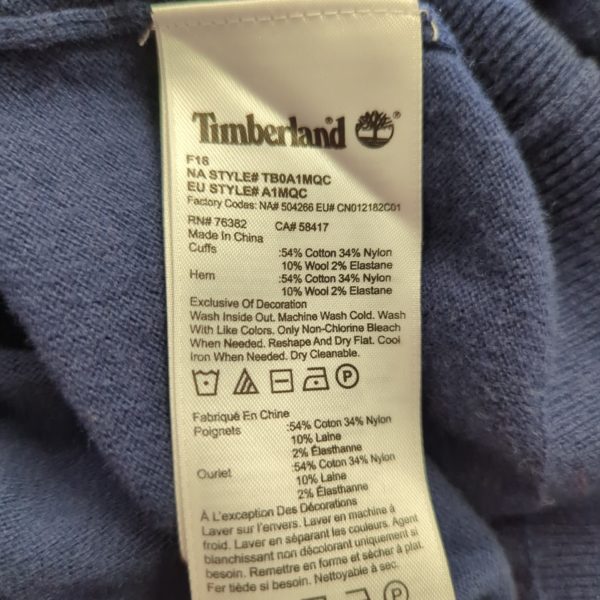 Timberland
F18
NA STYLE# TB0A1MQC
EU STYLE# A1MQC
Factory Codes: NA# 504266 EU# CN012182C01
RN# 76382 CA# 58417
Made In China
Cuffs :54% Cotton 34% Nylon
10% Wool 2% Elastane
Hem :54% Cotton 34% Nylon
10% Wool 2% Elastane
Exclusive Of Decoration
Wash Inside Out. Machine Wash Cold. Wash
With Like Colors. Only Non-Chlorine Bleach
When Needed. Reshape And Dry Flat. Cool
Iron When Needed. Dry Cleanable.
P
Fabriqué En Chine
Poignets :54% Coton 34% Nylon
10% Laine
2% Élasthanne
Ourlet :54% Coton 34% Nylon
10% Laine
2% Élasthanne
À L'exception Des Décorations
Laver sur l'envers. Laver en machine à
froid. Laver en séparant les couleurs. Agent
blanchissant non décolorant uniquement si
besoin. Remettre en forme et sécher à plat.
Fer tiède si besoin. Nettoyable à sec.